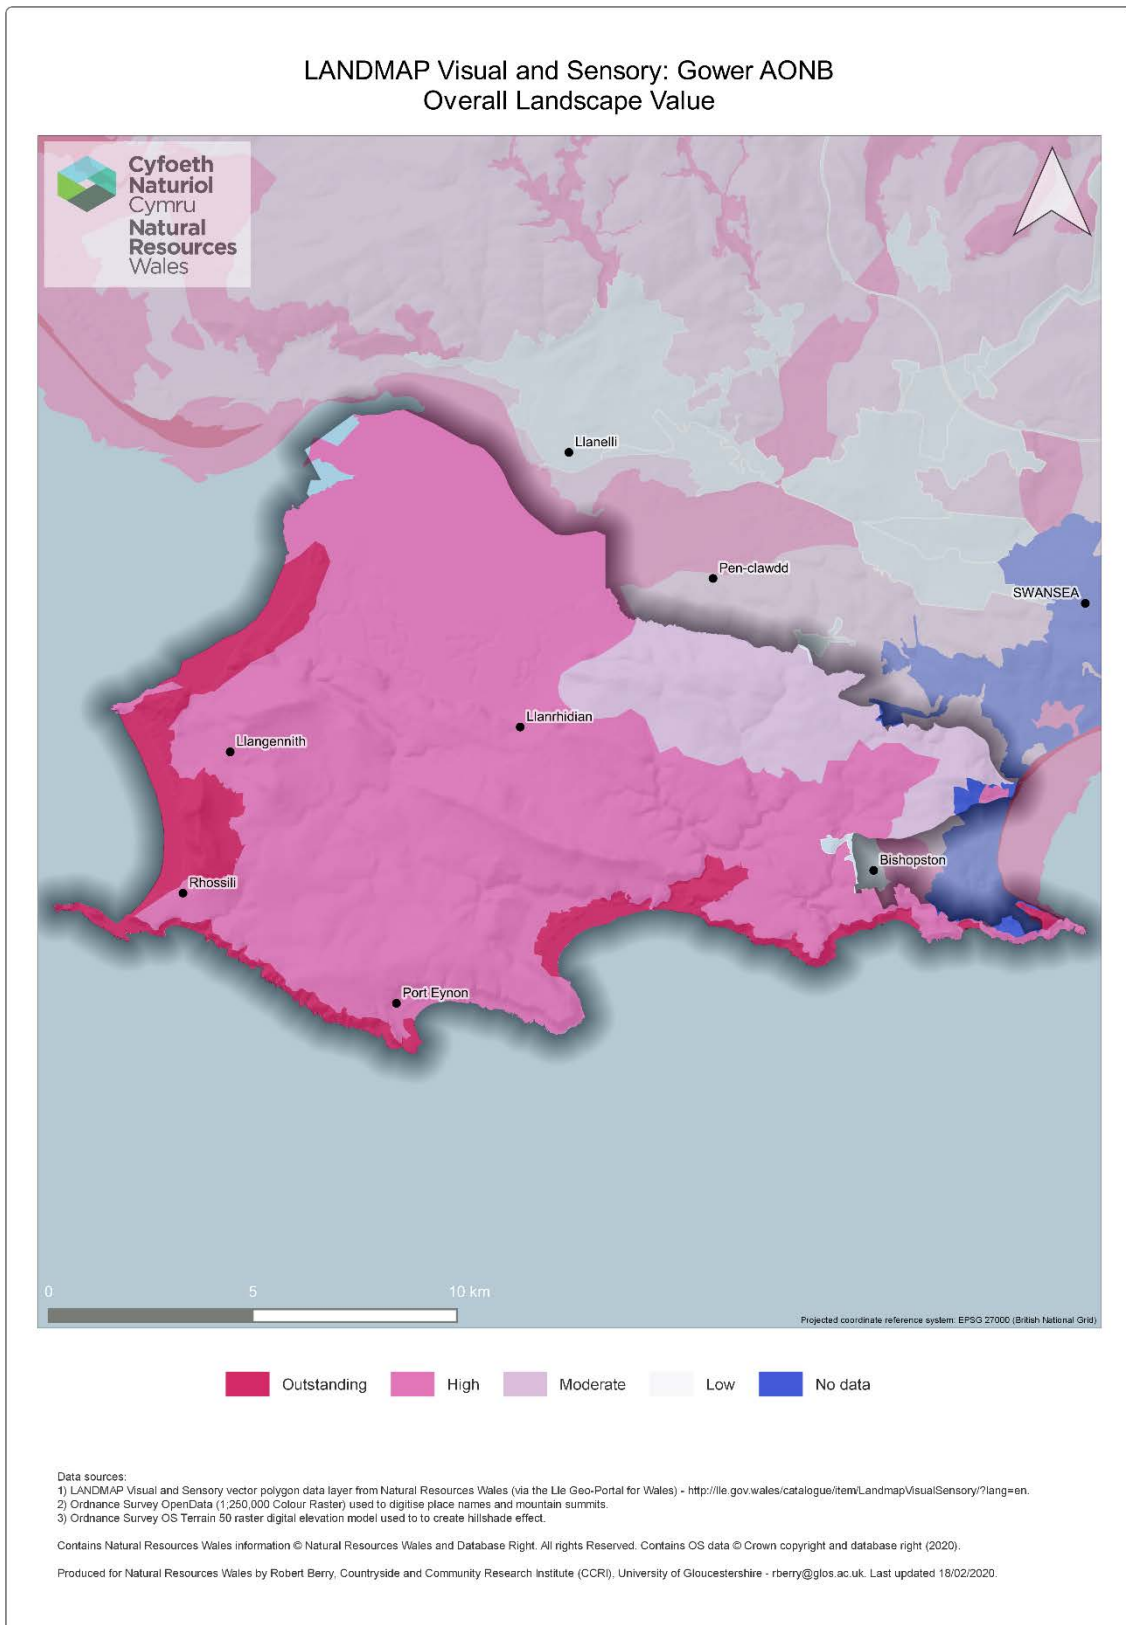 LANDMAP Visual and Sensory: Gower AONB
Overall Landscape Value
Cyfoeth
Naturiol
Cymru
Natural
Resources
Wales
Llanelli
Pen-clawdd
SWANSEA
Llanrhidian
Llangennith
Bishopston
Rhossili
Port Eynon
0 5 10 km
Projected coordinate reference system: EPSG 27000 (British National Grid)
Outstanding High Moderate Low No data
Data sources:
1) LANDMAP Visual and Sensory vector polygon data layer from Natural Resources Wales (via the Lle Geo-Portal for Wales) - http://lle.gov.wales/catalogue/item/LandmapVisualSensory/?lang=en.
2) Ordnance Survey OpenData (1;250,000 Colour Raster) used to digitise place names and mountain summits.
3) Ordnance Survey OS Terrain 50 raster digital elevation model used to to create hillshade effect.
Contains Natural Resources Wales information © Natural Resources Wales and Database Right. All rights Reserved. Contains OS data © Crown copyright and database right (2020).
Produced for Natural Resources Wales by Robert Berry, Countryside and Community Research Institute (CCRI), University of Gloucestershire - rberry@glos.ac.uk. Last updated 18/02/2020.